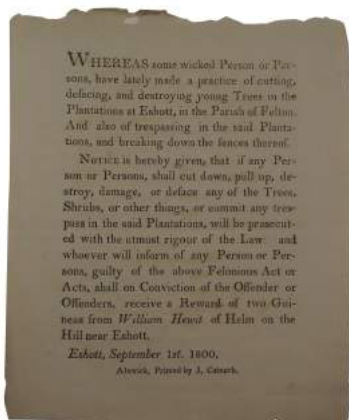 WHEREAS some wicked Person or Per-
sons, have lately made a practice of cutting,
defacing, and destroying young Trees in the
Plantations at Eshott, in the Parish of Felton.
And also of trespassing in the said Planta-
tions, and breaking down the fences thereof.
NOTICE is hereby given, that if any Per-
son or Persons, shall cut down, pull up, de-
stroy, damage, or deface any of the Trees,
Shrubs, or other things, or commit any tres-
pass in the said Plantations, will be prosecut-
ed with the utmost rigour of the Law and
whoever will inform of any Person or Per-
sons, guilty of the above Felonious Act or
Acts, shall on Conviction of the Offender or
Offenders, receive a Reward of two Gui-
neas from William Hewit of Helm on the
Hill near Eshott.
Eshott, September 1st. 1800.
Alnwick, Printed by J. Catnach.